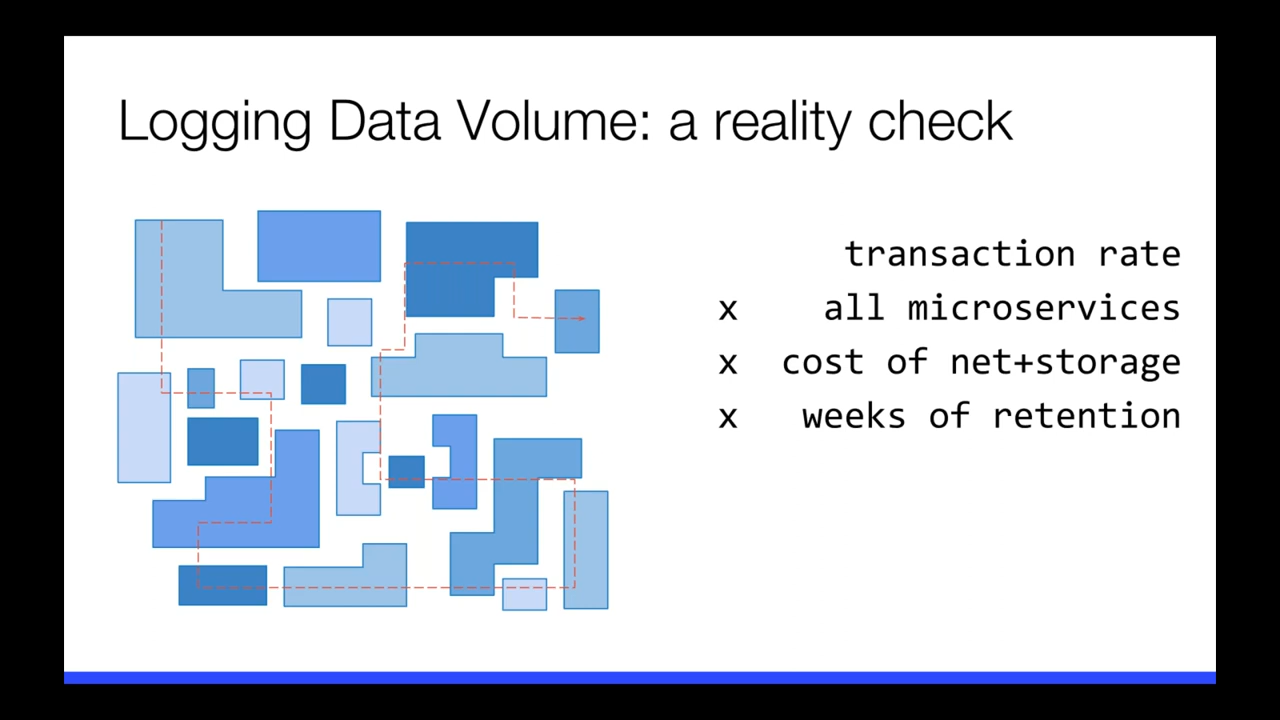 Logging Data Volume: a reality check
transaction rate
x all microservices
x cost of net+storage
x weeks of retention